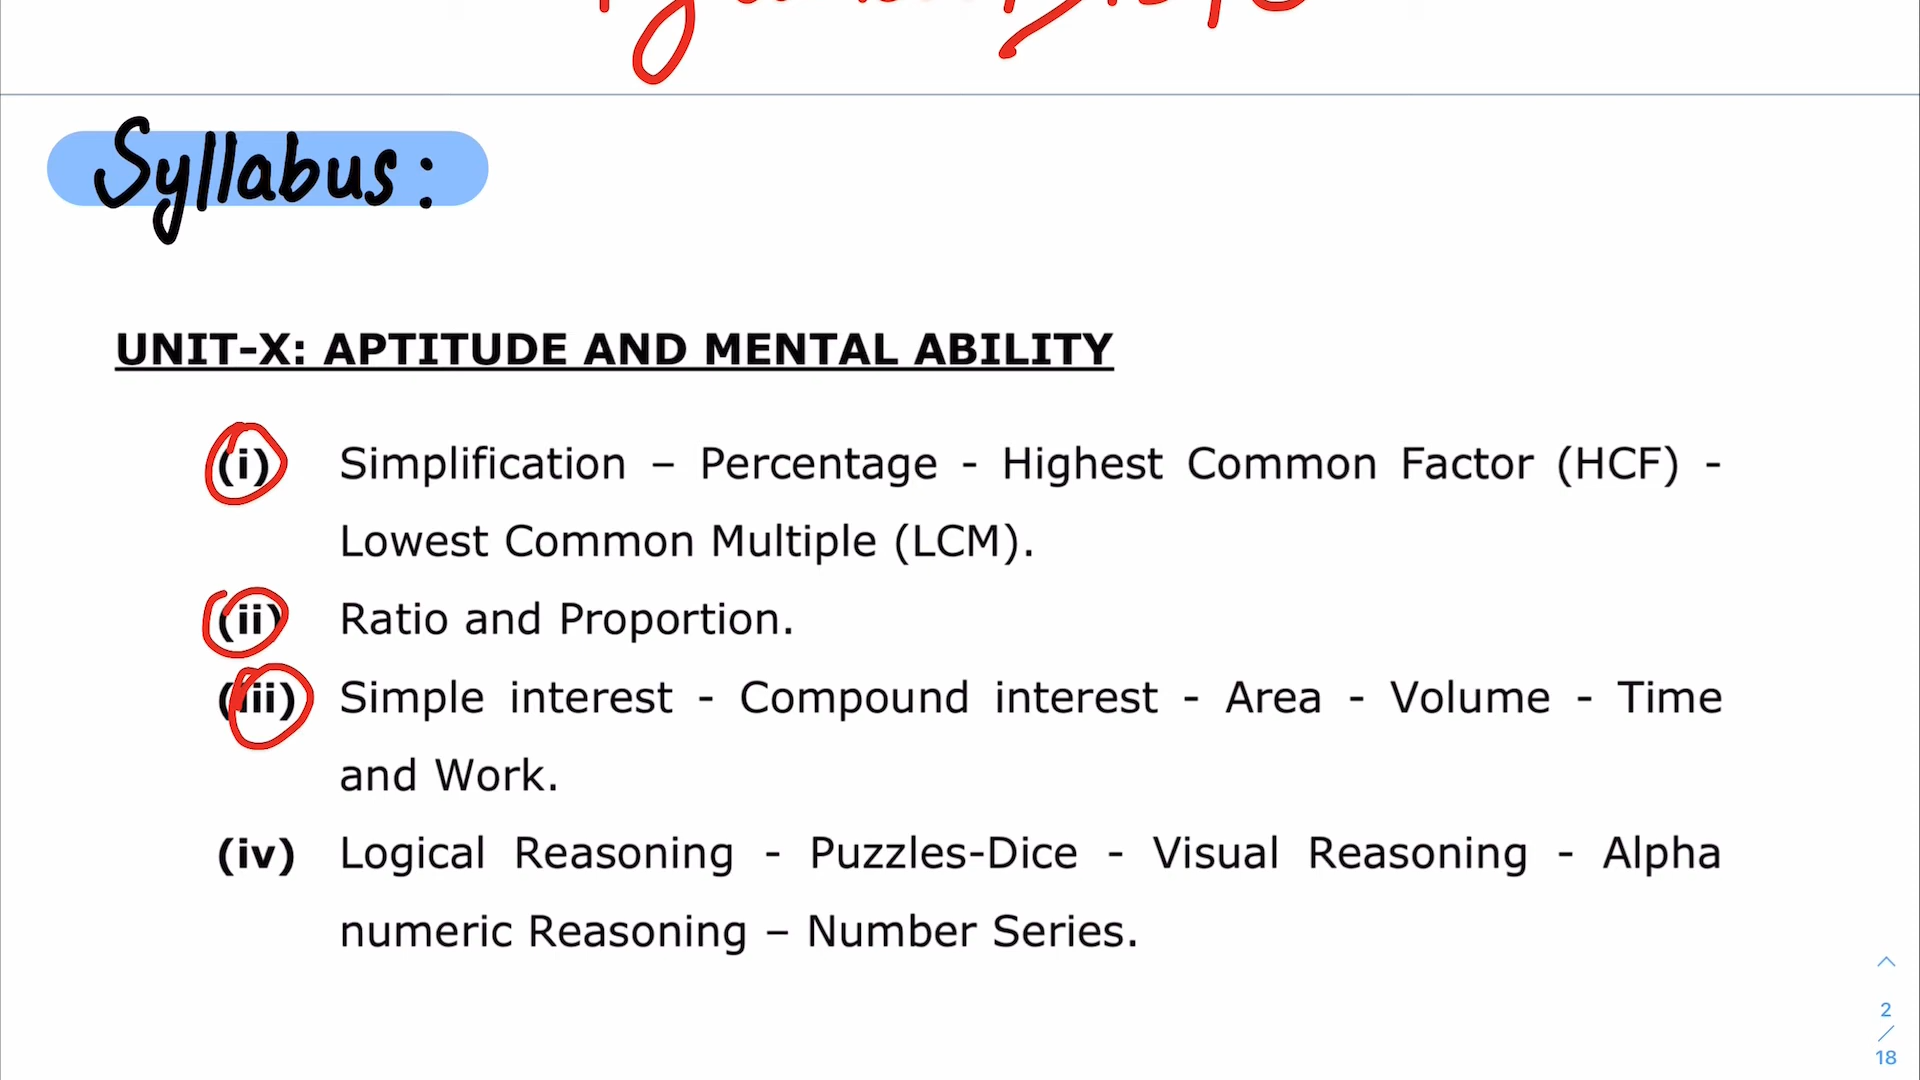 Syllabus:
UNIT-X: APTITUDE AND MENTAL ABILITY
(i) Simplification – Percentage - Highest Common Factor (HCF) -
Lowest Common Multiple (LCM).
(ii) Ratio and Proportion.
(iii) Simple interest - Compound interest - Area - Volume - Time
and Work.
(iv) Logical Reasoning - Puzzles-Dice - Visual Reasoning - Alpha
numeric Reasoning – Number Series.
2
/
18